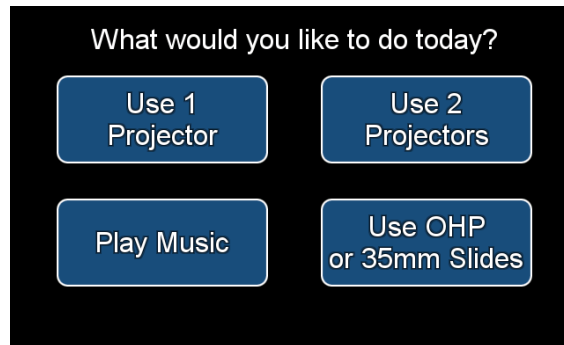 What would you like to do today?
Use 1
Projector
Use 2
Projectors
Play Music
Use OHP
or 35mm Slides